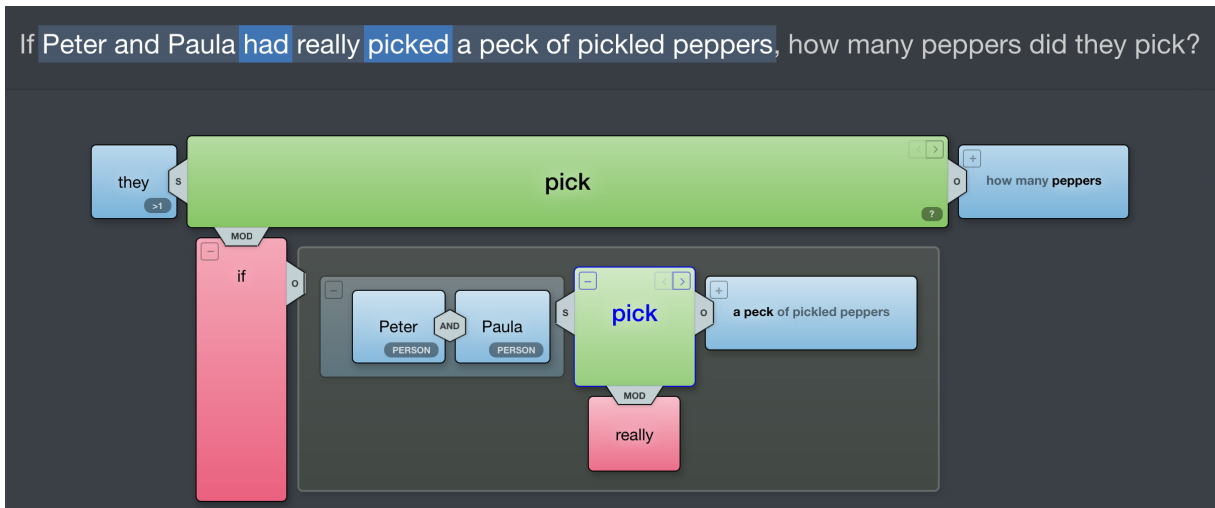 If Peter and Paula had really picked a peck of pickled peppers, how many peppers did they pick?
they
>1
S
pick
< >
?
O
+
how many peppers
MOD
−
if
O
−
Peter
PERSON
AND
Paula
PERSON
S
−
< >
pick
O
+
a peck of pickled peppers
MOD
really